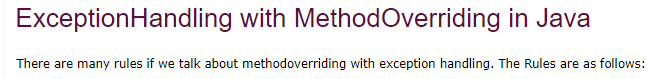 ExceptionHandling with MethodOverriding in Java
There are many rules if we talk about methodoverriding with exception handling. The Rules are as follows: